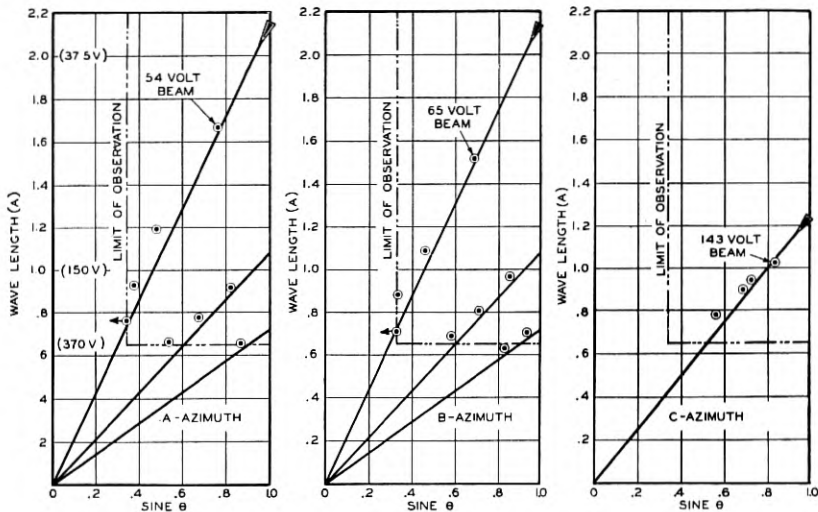 2.2
2.0
1.8
1.6
1.4
1.2
1.0
.8
.6
.4
.2
WAVE LENGTH (A)
(37.5 V)
(150 V)
(370 V)
54 VOLT
BEAM
LIMIT OF OBSERVATION
A-AZIMUTH
0
.2
.4
.6
.8
1.0
SINE θ
2.2
2.0
1.8
1.6
1.4
1.2
1.0
.8
.6
.4
.2
WAVE LENGTH (A)
65 VOLT
BEAM
LIMIT OF OBSERVATION
B-AZIMUTH
0
.2
.4
.6
.8
1.0
SINE θ
2.2
2.0
1.8
1.6
1.4
1.2
1.0
.8
.6
.4
.2
WAVE LENGTH (A)
LIMIT OF OBSERVATION
143 VOLT
BEAM
C-AZIMUTH
0
.2
.4
.6
.8
1.0
SINE θ